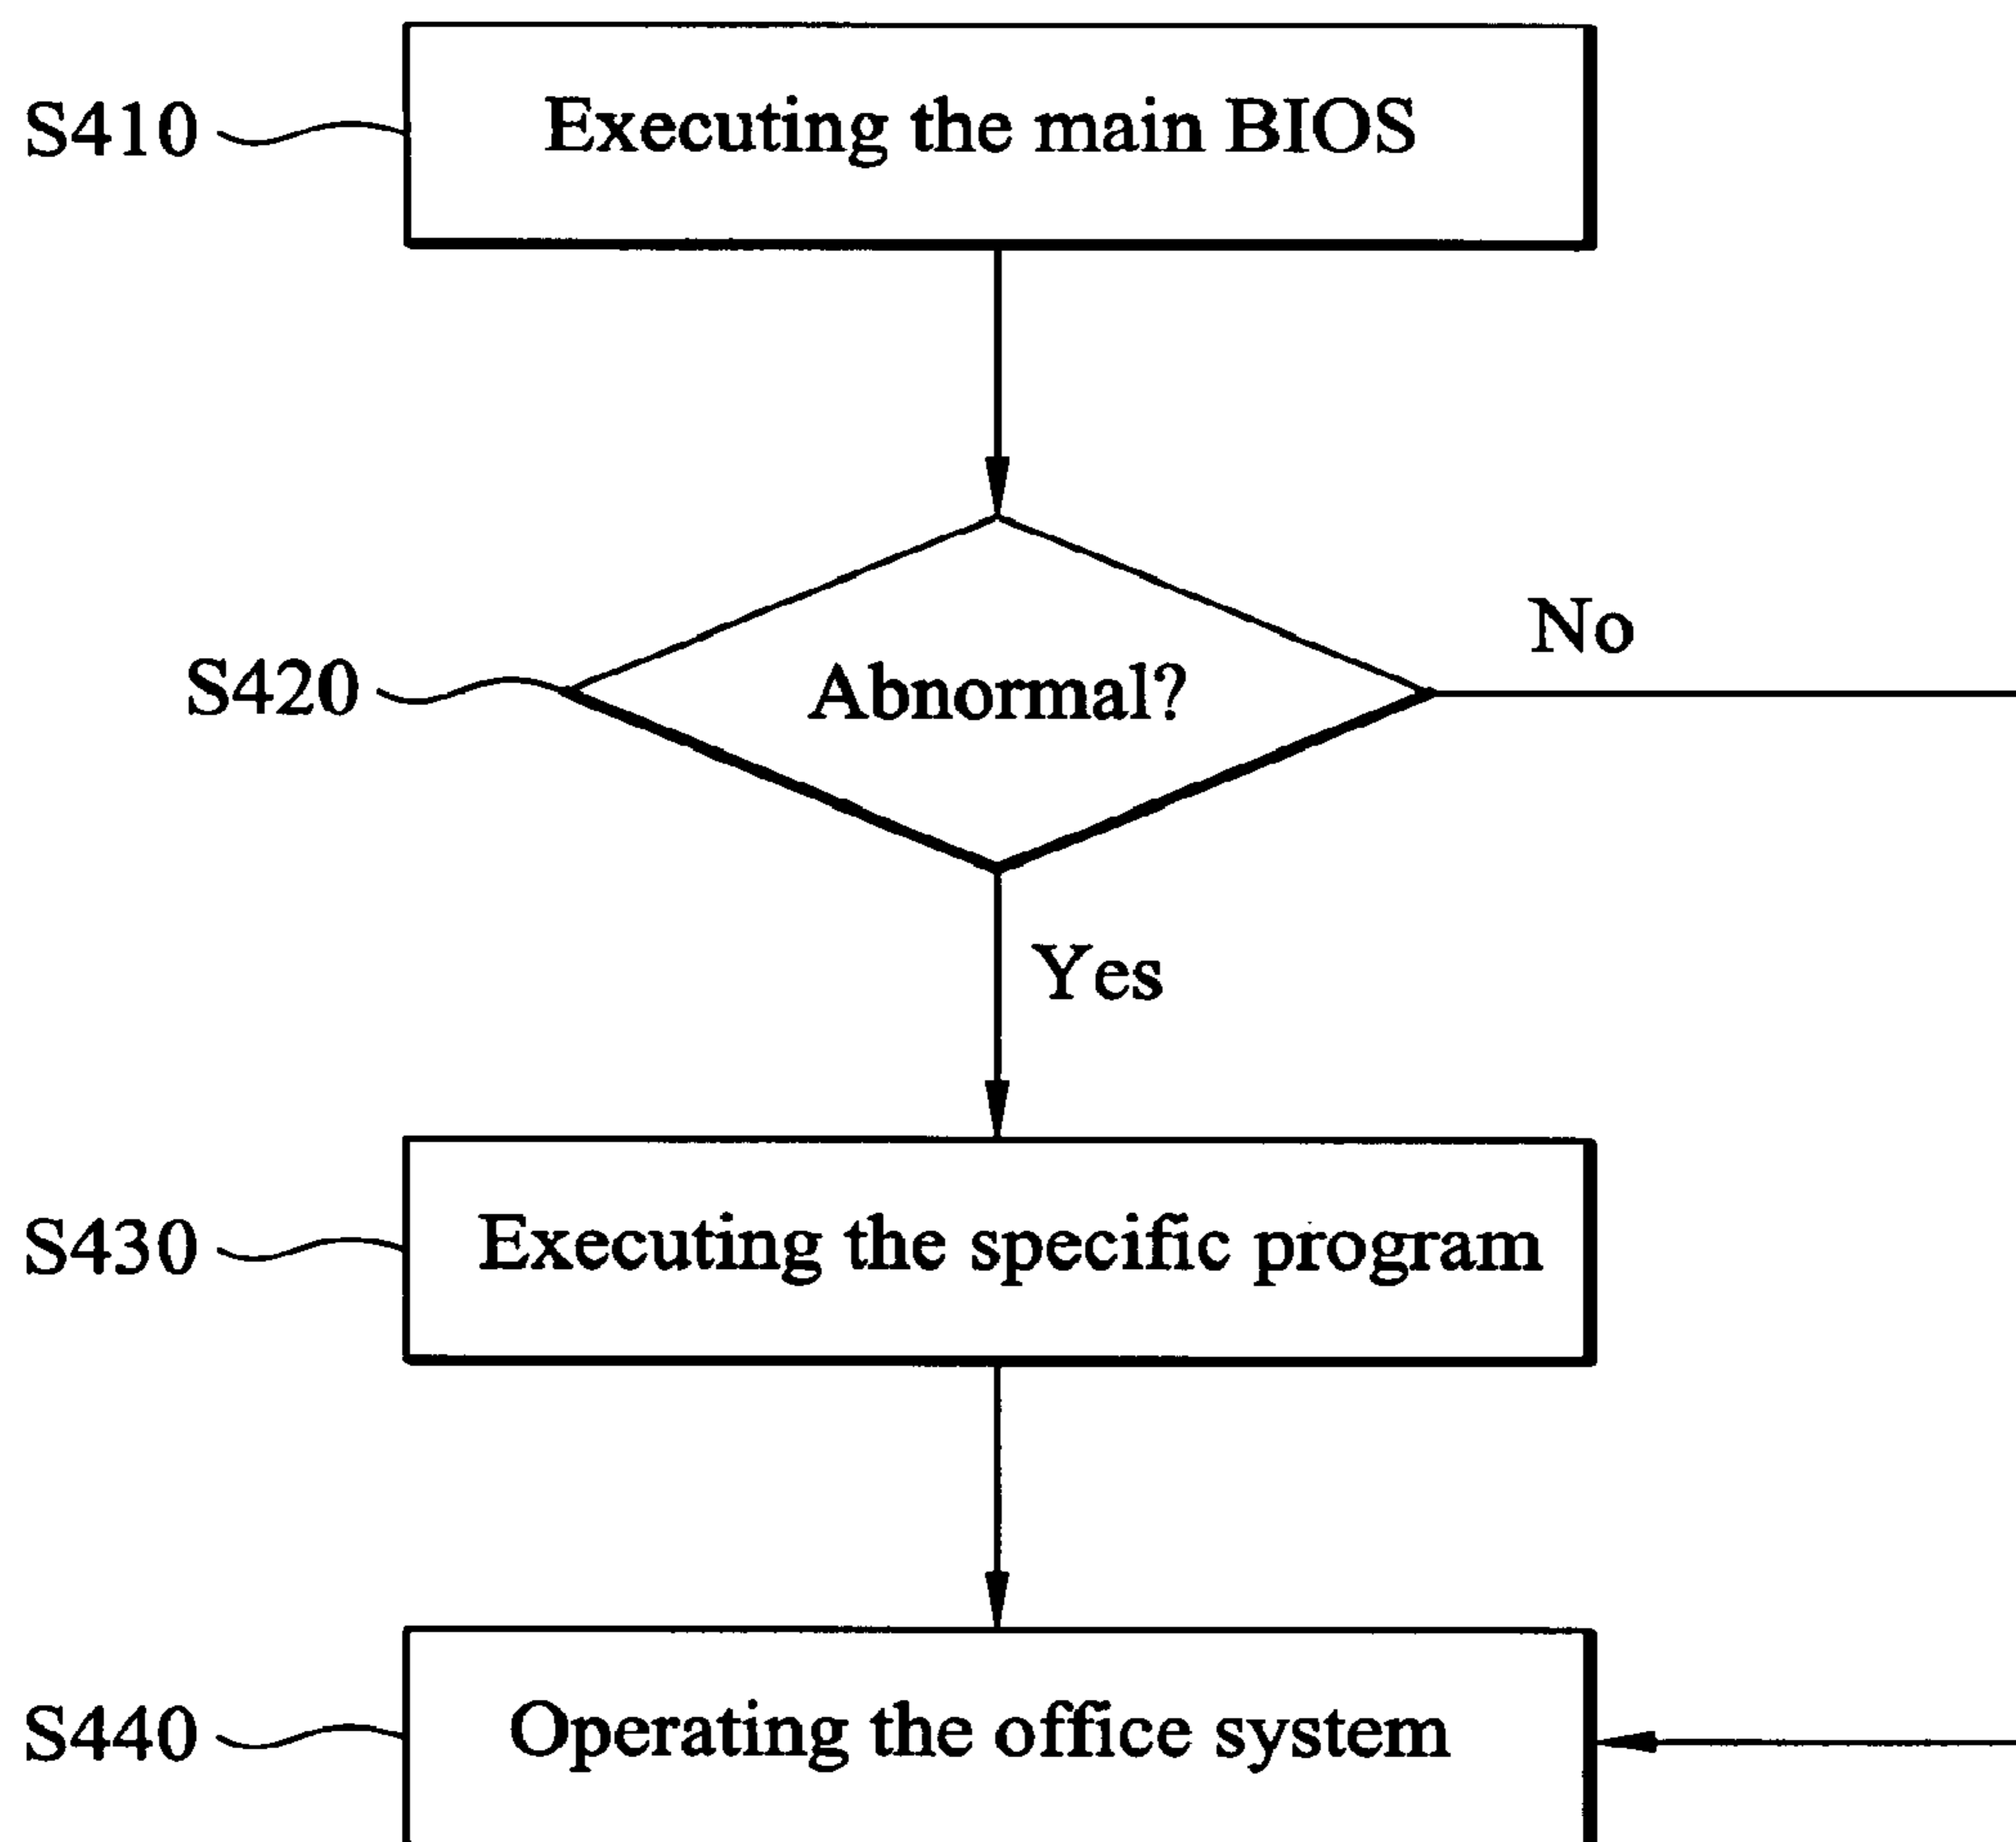 S410
Executing the main BIOS
No
S420
Abnormal?
Yes
S430
Executing the specific program
S440
Operating the office system